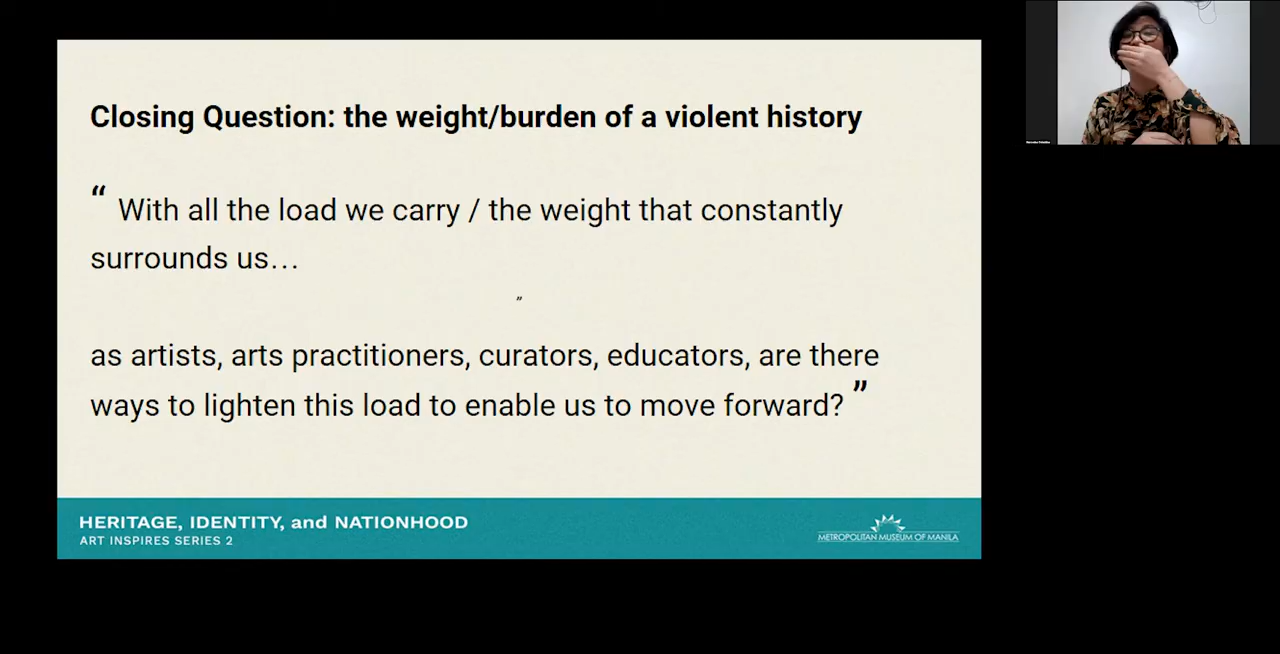 Closing Question: the weight/burden of a violent history
“ With all the load we carry / the weight that constantly
surrounds us…
”
as artists, arts practitioners, curators, educators, are there
ways to lighten this load to enable us to move forward? ”
HERITAGE, IDENTITY, and NATIONHOOD
ART INSPIRES SERIES 2
METROPOLITAN MUSEUM OF MANILA